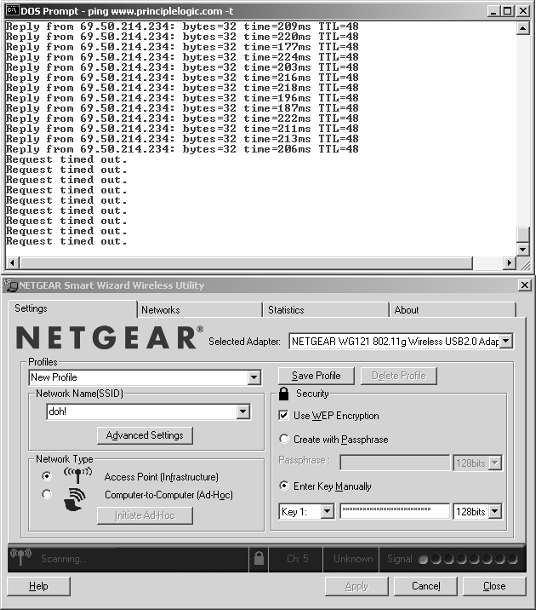 DOS Prompt - ping www.principlelogic.com -t
Reply from 69.50.214.234: bytes=32 time=209ms TTL=48
Reply from 69.50.214.234: bytes=32 time=220ms TTL=48
Reply from 69.50.214.234: bytes=32 time=177ms TTL=48
Reply from 69.50.214.234: bytes=32 time=224ms TTL=48
Reply from 69.50.214.234: bytes=32 time=203ms TTL=48
Reply from 69.50.214.234: bytes=32 time=216ms TTL=48
Reply from 69.50.214.234: bytes=32 time=218ms TTL=48
Reply from 69.50.214.234: bytes=32 time=196ms TTL=48
Reply from 69.50.214.234: bytes=32 time=187ms TTL=48
Reply from 69.50.214.234: bytes=32 time=222ms TTL=48
Reply from 69.50.214.234: bytes=32 time=211ms TTL=48
Reply from 69.50.214.234: bytes=32 time=213ms TTL=48
Reply from 69.50.214.234: bytes=32 time=206ms TTL=48
Request timed out.
Request timed out.
Request timed out.
Request timed out.
Request timed out.
Request timed out.
Request timed out.
Request timed out.
Request timed out.
NETGEAR Smart Wizard Wireless Utility
Settings Networks Statistics About
NETGEAR® Selected Adapter: NETGEAR WG121 802.11g Wireless USB2.0 Adap
Profiles
New Profile
Save Profile Delete Profile
Network Name(SSID)
doh!
Advanced Settings
Security
Use WEP Encryption
Create with Passphrase
Passphrase : 128bits
Enter Key Manually
Key 1: ************************** 128bits
Network Type
Access Point (Infrastructure)
Computer-to-Computer (Ad-Hoc)
Initiate Ad-Hoc
Scanning... Ch: 5 Unknown Signal
Help Apply Cancel Close